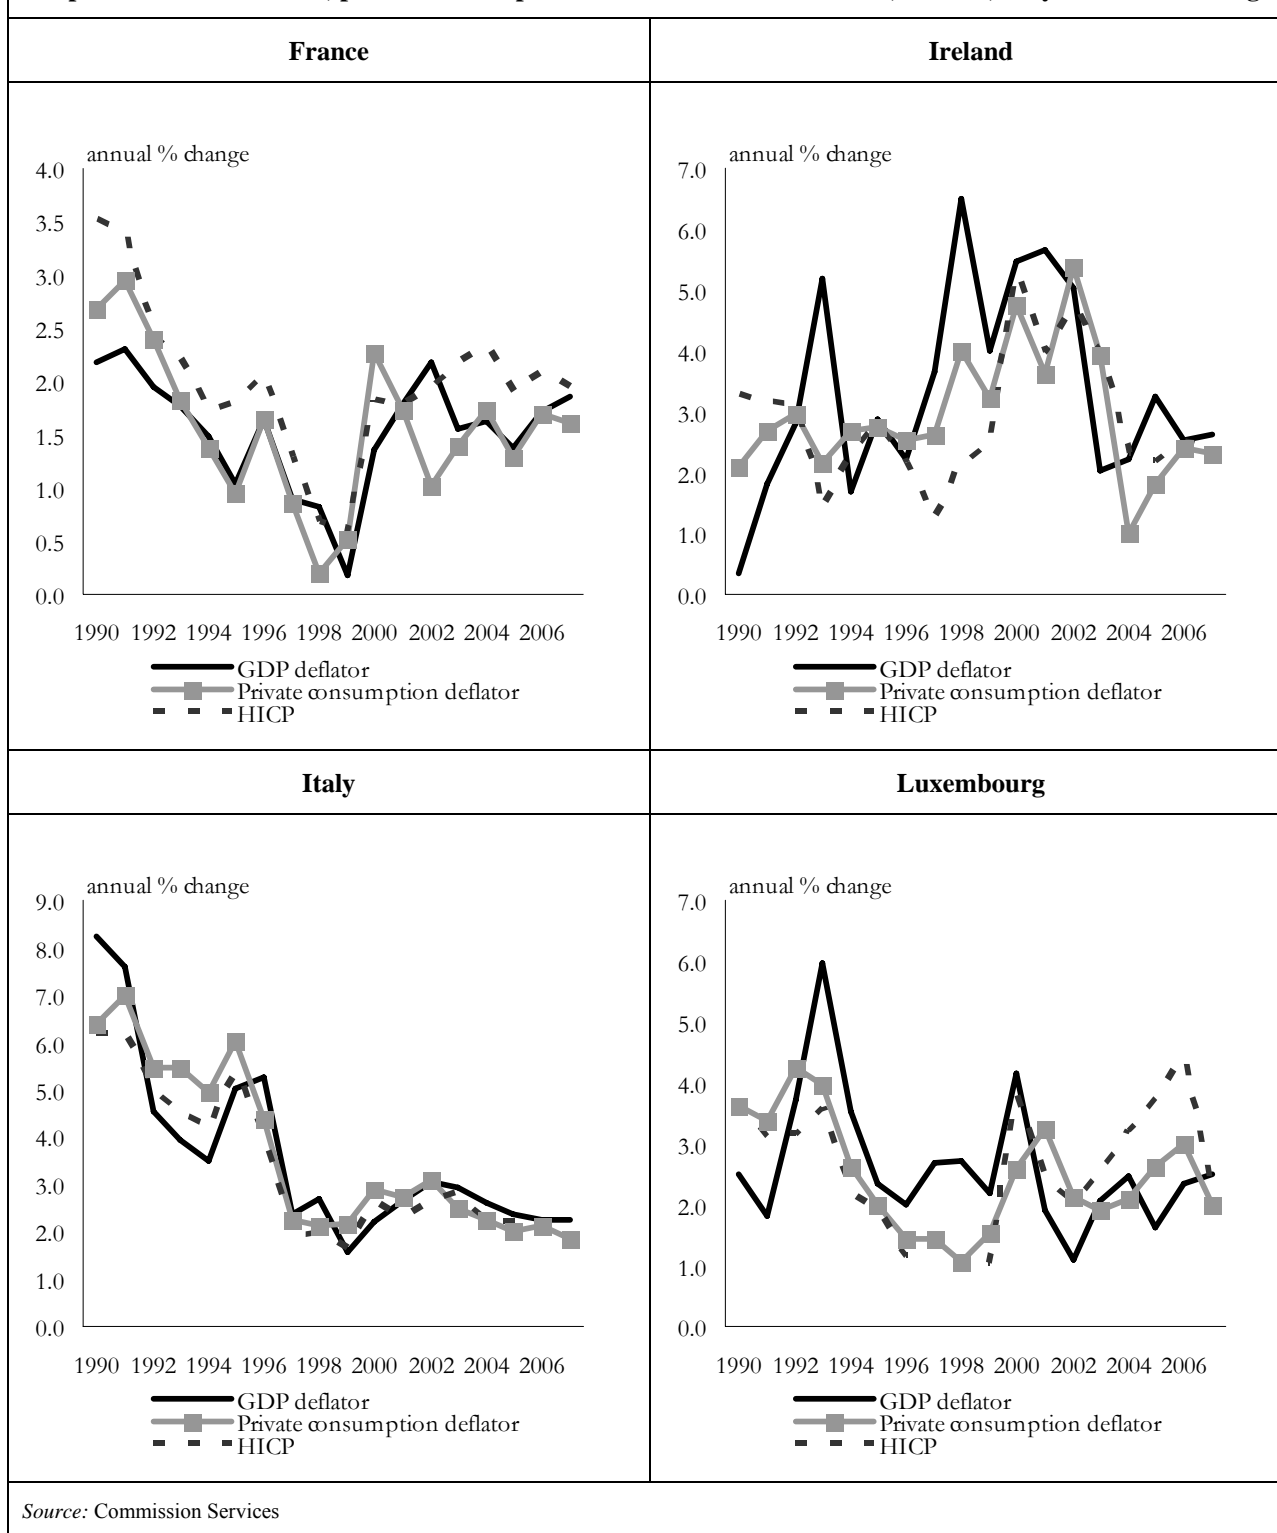 France
Ireland
annual % change
4.0
3.5
3.0
2.5
2.0
1.5
1.0
0.5
0.0
1990 1992 1994 1996 1998 2000 2002 2004 2006
GDP deflator
Private consumption deflator
HICP
annual % change
7.0
6.0
5.0
4.0
3.0
2.0
1.0
0.0
1990 1992 1994 1996 1998 2000 2002 2004 2006
GDP deflator
Private consumption deflator
HICP
Italy
Luxembourg
annual % change
9.0
8.0
7.0
6.0
5.0
4.0
3.0
2.0
1.0
0.0
1990 1992 1994 1996 1998 2000 2002 2004 2006
GDP deflator
Private consumption deflator
HICP
annual % change
7.0
6.0
5.0
4.0
3.0
2.0
1.0
0.0
1990 1992 1994 1996 1998 2000 2002 2004 2006
GDP deflator
Private consumption deflator
HICP
Source: Commission Services